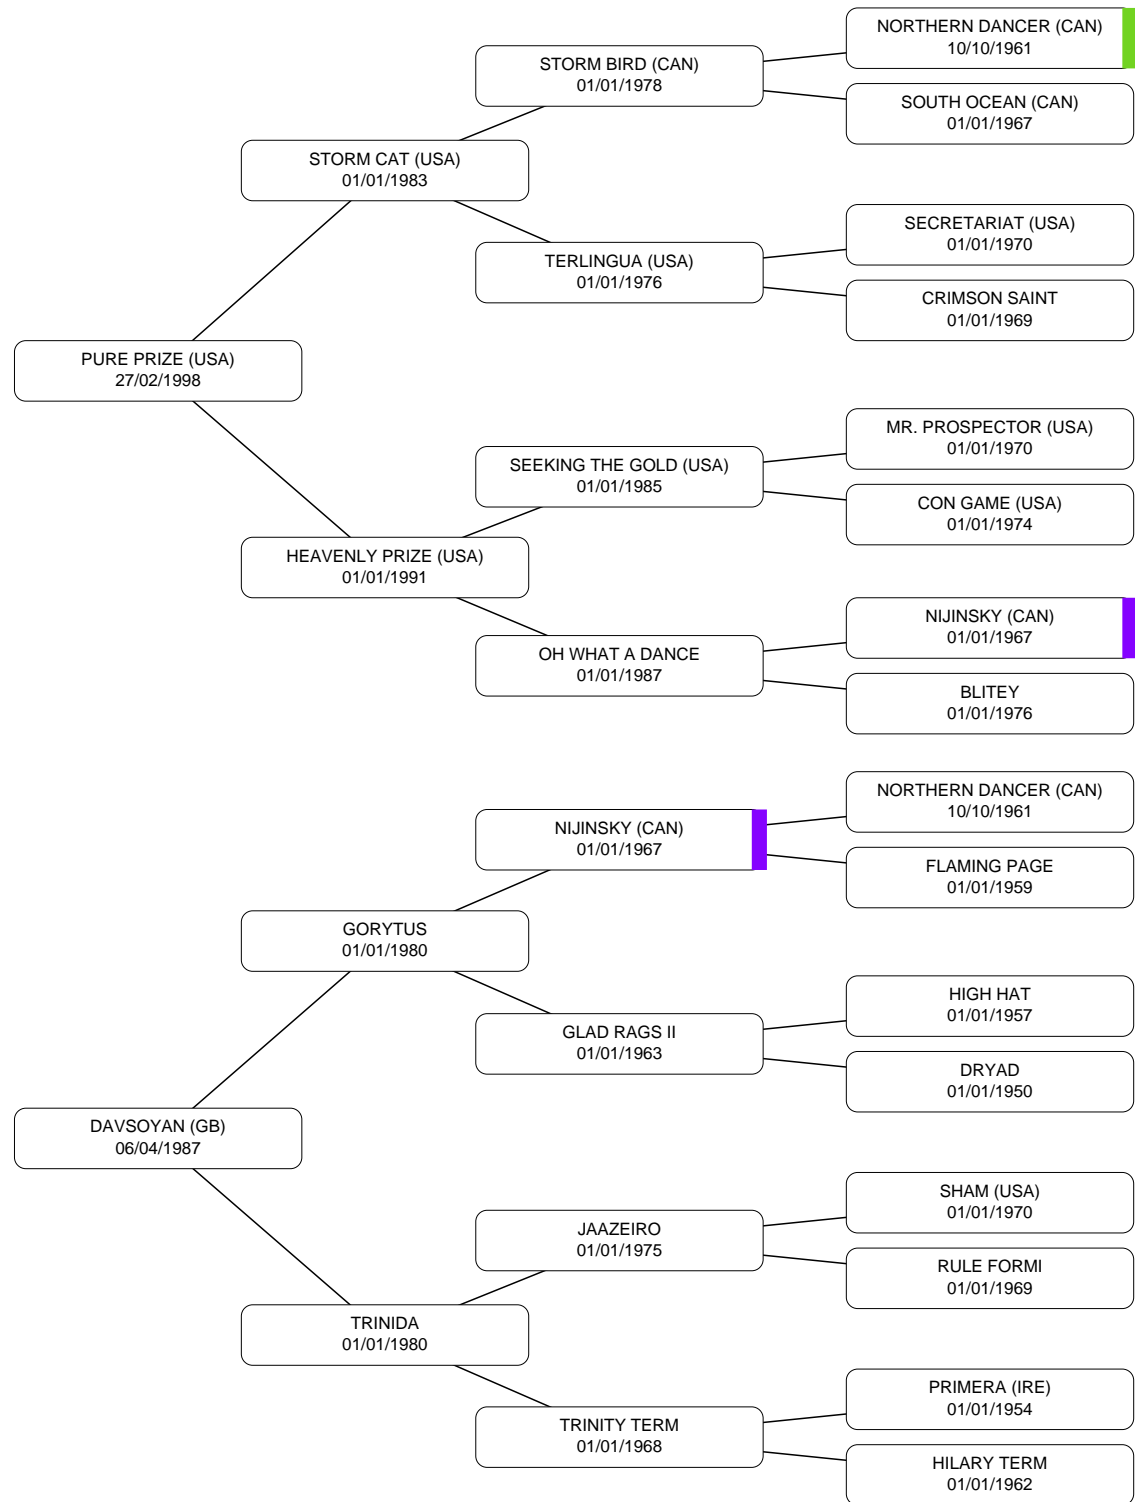 NORTHERN DANCER (CAN)
10/10/1961
STORM BIRD (CAN)
01/01/1978
SOUTH OCEAN (CAN)
01/01/1967
STORM CAT (USA)
01/01/1983
SECRETARIAT (USA)
01/01/1970
TERLINGUA (USA)
01/01/1976
CRIMSON SAINT
01/01/1969
PURE PRIZE (USA)
27/02/1998
MR. PROSPECTOR (USA)
01/01/1970
SEEKING THE GOLD (USA)
01/01/1985
CON GAME (USA)
01/01/1974
HEAVENLY PRIZE (USA)
01/01/1991
NIJINSKY (CAN)
01/01/1967
OH WHAT A DANCE
01/01/1987
BLITEY
01/01/1976
NORTHERN DANCER (CAN)
10/10/1961
NIJINSKY (CAN)
01/01/1967
FLAMING PAGE
01/01/1959
GORYTUS
01/01/1980
HIGH HAT
01/01/1957
GLAD RAGS II
01/01/1963
DRYAD
01/01/1950
DAVSOYAN (GB)
06/04/1987
SHAM (USA)
01/01/1970
JAAZEIRO
01/01/1975
RULE FORMI
01/01/1969
TRINIDA
01/01/1980
PRIMERA (IRE)
01/01/1954
TRINITY TERM
01/01/1968
HILARY TERM
01/01/1962